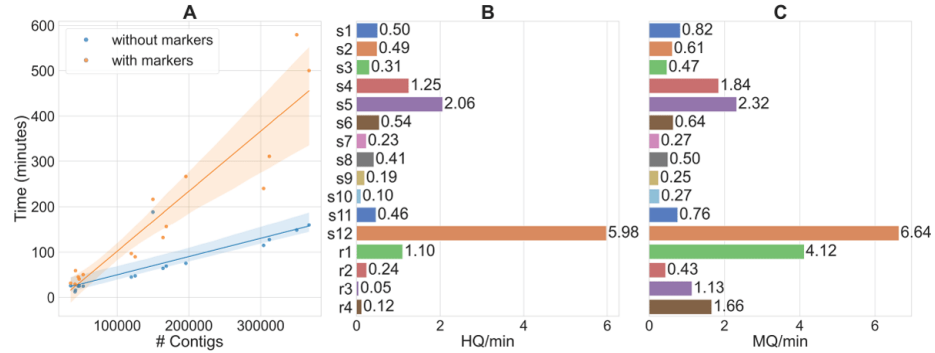 A
600
500
400
300
200
100
0
Time (minutes)
without markers
with markers
100000 200000 300000
# Contigs
B
s1 0.50
s2 0.49
s3 0.31
s4 1.25
s5 2.06
s6 0.54
s7 0.23
s8 0.41
s9 0.19
s10 0.10
s11 0.46
s12 5.98
r1 1.10
r2 0.24
r3 0.05
r4 0.12
0 2 4 6
HQ/min
C
0.82
0.61
0.47
1.84
2.32
0.64
0.27
0.50
0.25
0.27
0.76
6.64
4.12
0.43
1.13
1.66
0 2 4 6
MQ/min